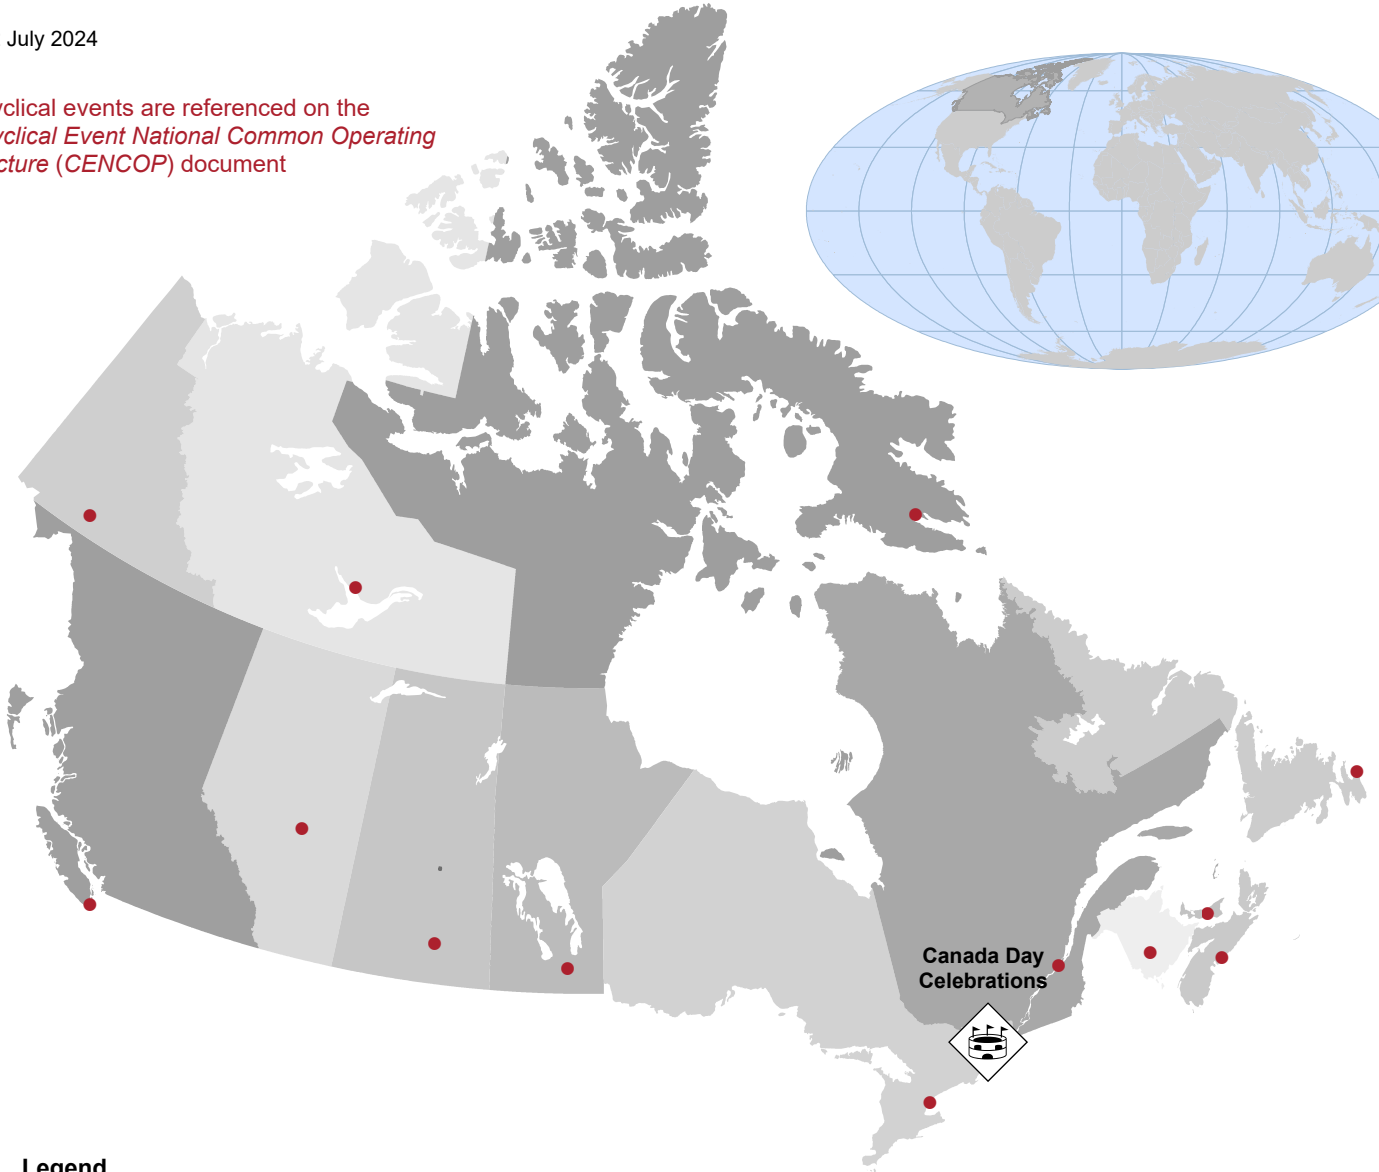 July 2024
yclical events are referenced on the
yclical Event National Common Operating
cture (CENCOP) document
Canada Day
Celebrations
Legend